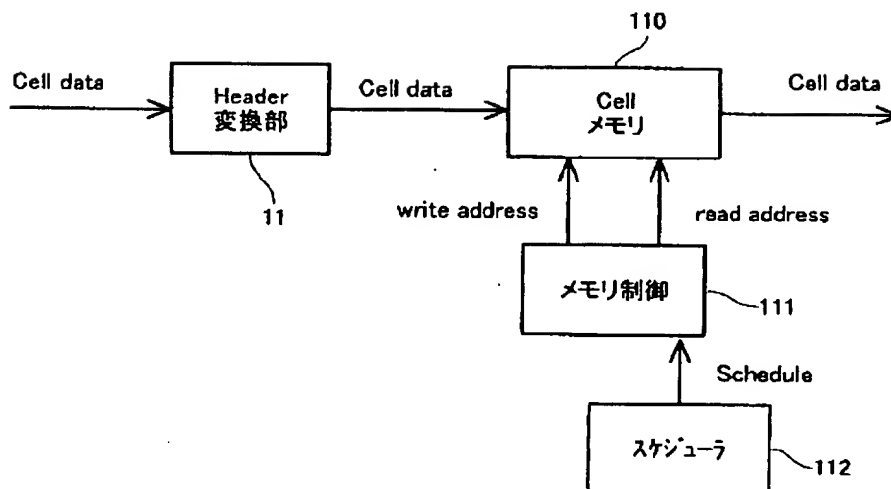 110
Cell data
Cell data
Cell data
Header
変換部
Cell
メモリ
11
write address
read address
メモリ制御
111
Schedule
スケジューラ
112